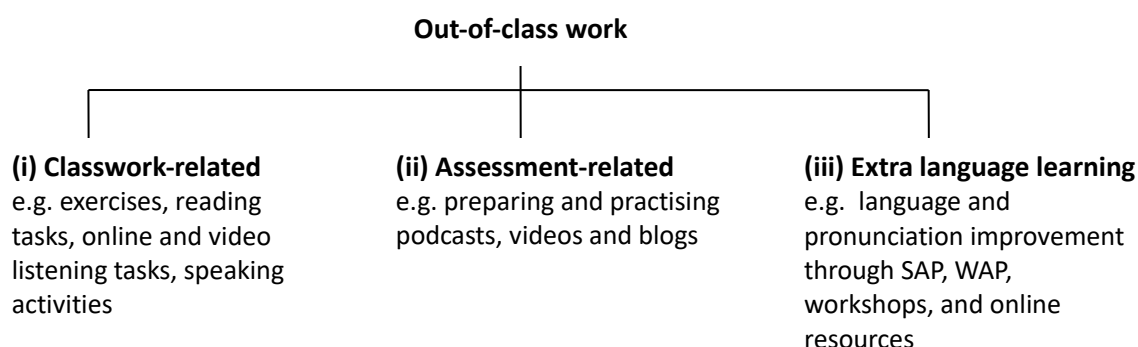 Out-of-class work
(i) Classwork-related
e.g. exercises, reading
tasks, online and video
listening tasks, speaking
activities
(ii) Assessment-related
e.g. preparing and practising
podcasts, videos and blogs
(iii) Extra language learning
e.g.  language and
pronunciation improvement
through SAP, WAP,
workshops, and online
resources